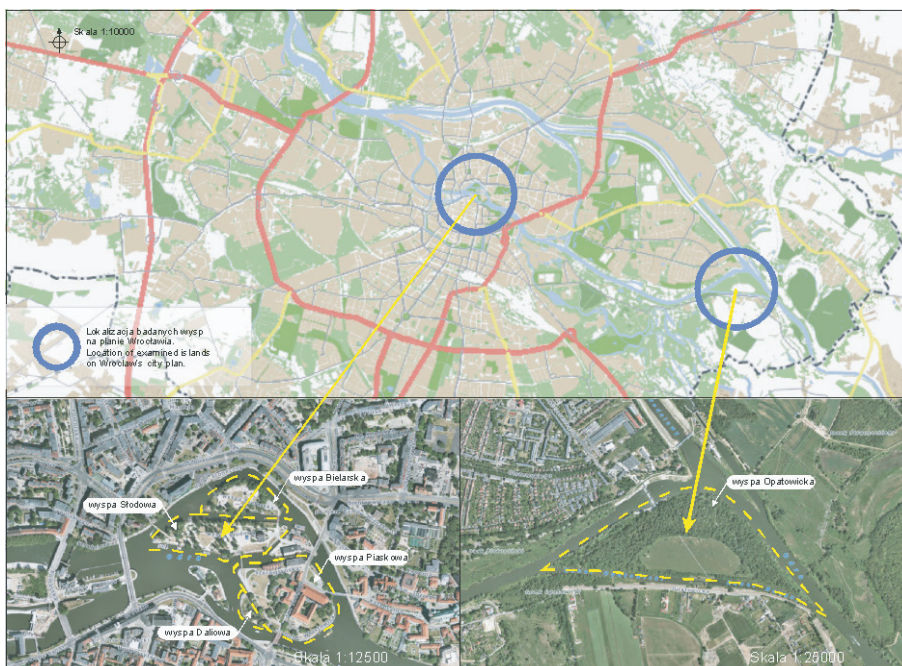 Skala 1:10000
Lokalizacja badanych wysp
na planie Wrocławia.
Location of examined islands
on Wrocław's city plan.
wyspa Bielarska
wyspa Słodowa
wyspa Piaskowa
wyspa Daliowa
Skala 1:12500
wyspa Opatowicka
Skala 1:25000